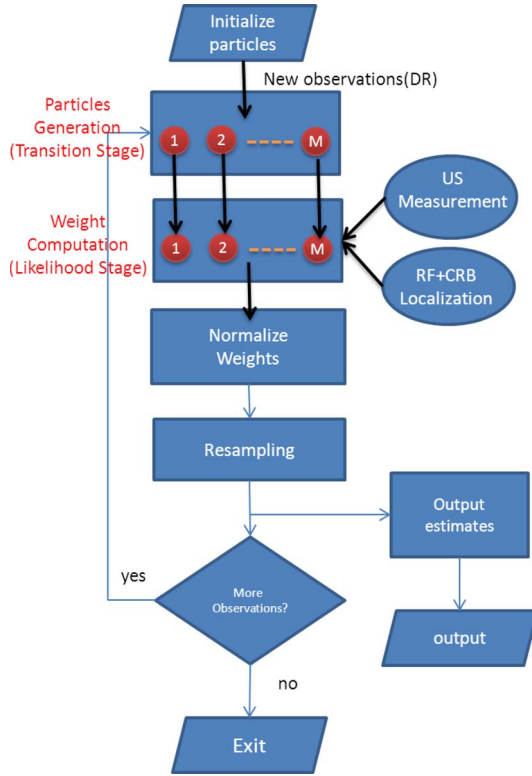 Initialize
particles
New observations(DR)
Particles
Generation
(Transition Stage)
1 2 M
US
Measurement
Weight
Computation
(Likelihood Stage)
1 2 M
RF+CRB
Localization
Normalize
Weights
Resampling
Output
estimates
yes
More
Observations?
output
no
Exit